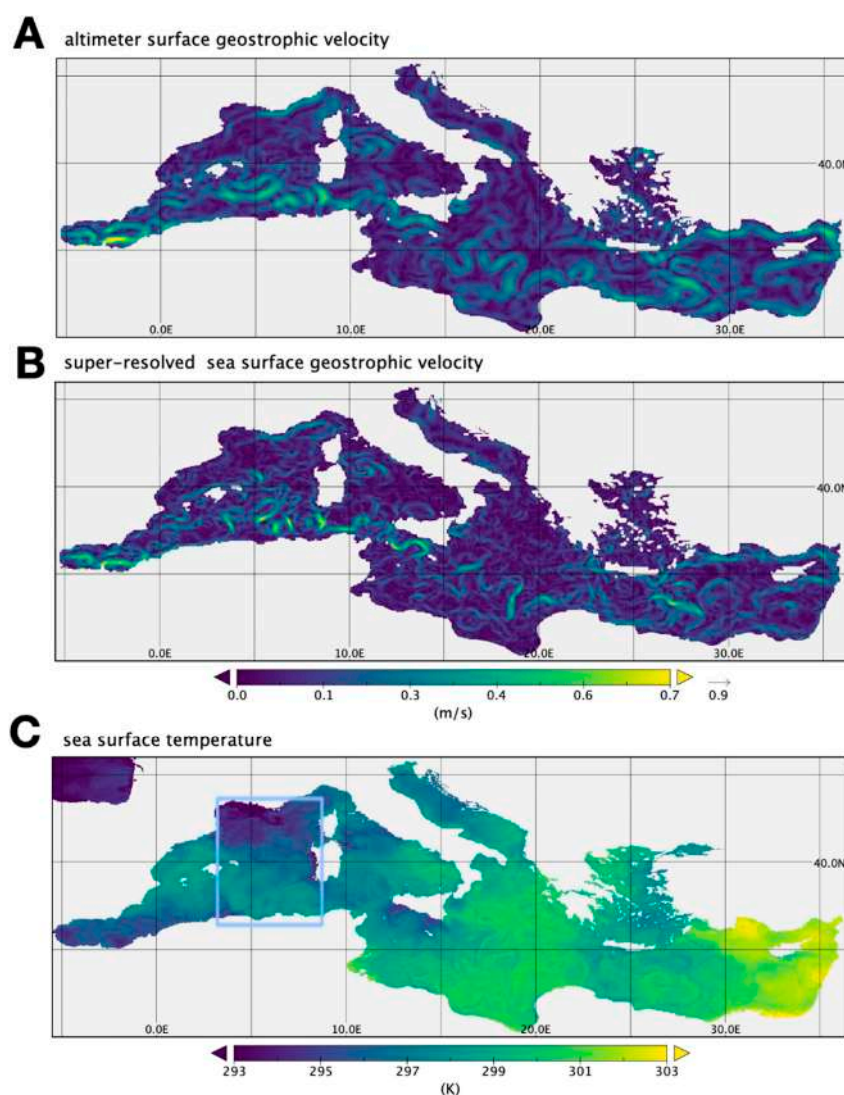 A altimeter surface geostrophic velocity
40.0N
0.0E 10.0E 20.0E 30.0E
B super-resolved sea surface geostrophic velocity
40.0N
0.0E 10.0E 20.0E 30.0E
0.0 0.1 0.3 0.4 0.6 0.7 0.9
(m/s)
C sea surface temperature
40.0N
0.0E 10.0E 20.0E 30.0E
293 295 297 299 301 303
(K)